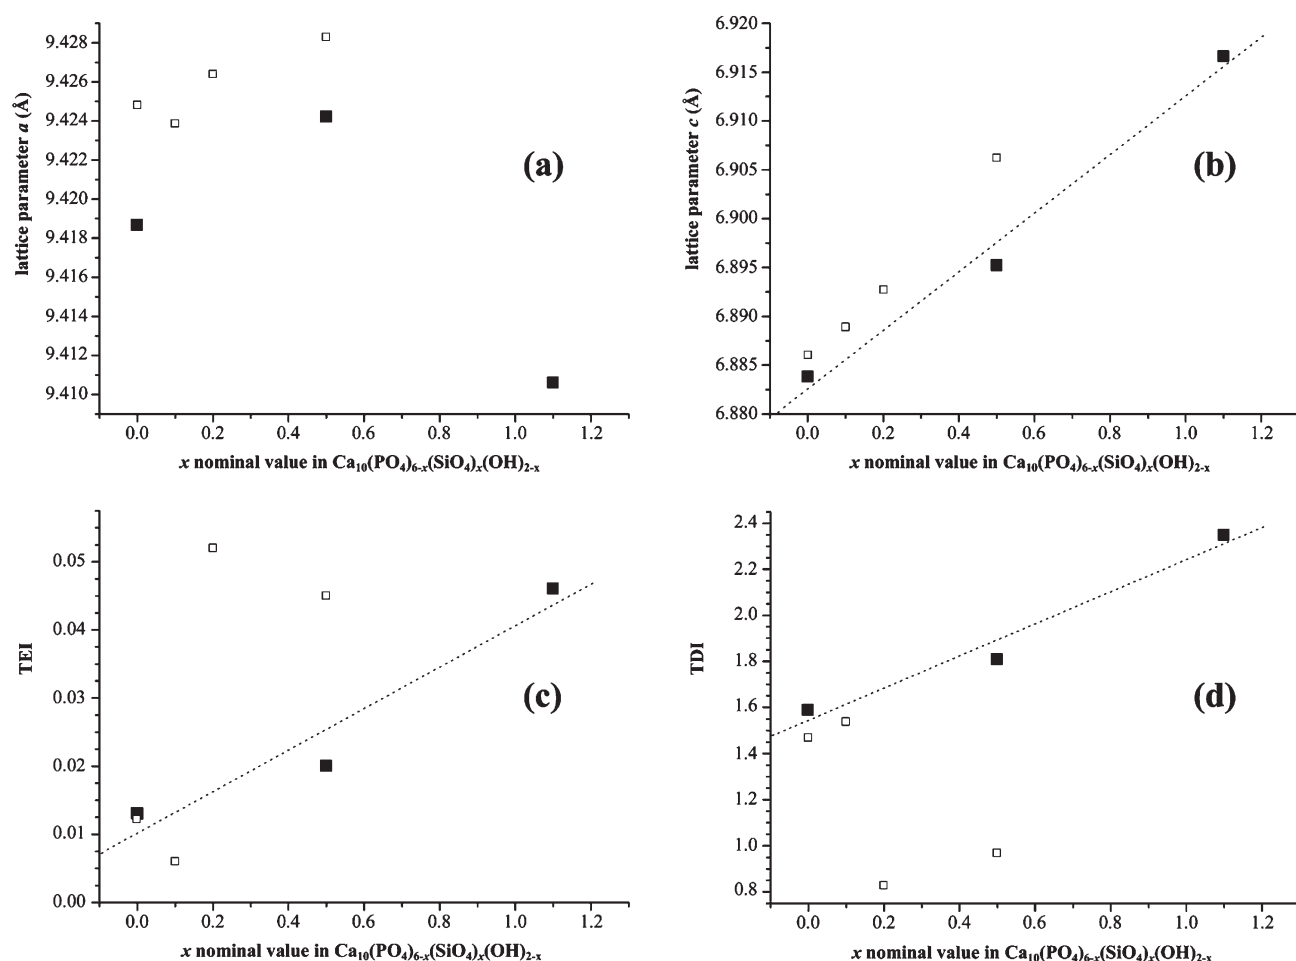 9.428
9.426
9.424
9.422
9.420
9.418
9.416
9.414
9.412
9.410
lattice parameter a (Å)
(a)
0.0 0.2 0.4 0.6 0.8 1.0 1.2
x nominal value in Ca₁₀(PO₄)₆₋ₓ(SiO₄)ₓ(OH)₂₋ₓ
6.920
6.915
6.910
6.905
6.900
6.895
6.890
6.885
6.880
lattice parameter c (Å)
(b)
0.0 0.2 0.4 0.6 0.8 1.0 1.2
x nominal value in Ca₁₀(PO₄)₆₋ₓ(SiO₄)ₓ(OH)₂₋ₓ
0.05
0.04
0.03
0.02
0.01
0.00
TEI
(c)
0.0 0.2 0.4 0.6 0.8 1.0 1.2
x nominal value in Ca₁₀(PO₄)₆₋ₓ(SiO₄)ₓ(OH)₂₋ₓ
2.4
2.2
2.0
1.8
1.6
1.4
1.2
1.0
0.8
TDI
(d)
0.0 0.2 0.4 0.6 0.8 1.0 1.2
x nominal value in Ca₁₀(PO₄)₆₋ₓ(SiO₄)ₓ(OH)₂₋ₓ